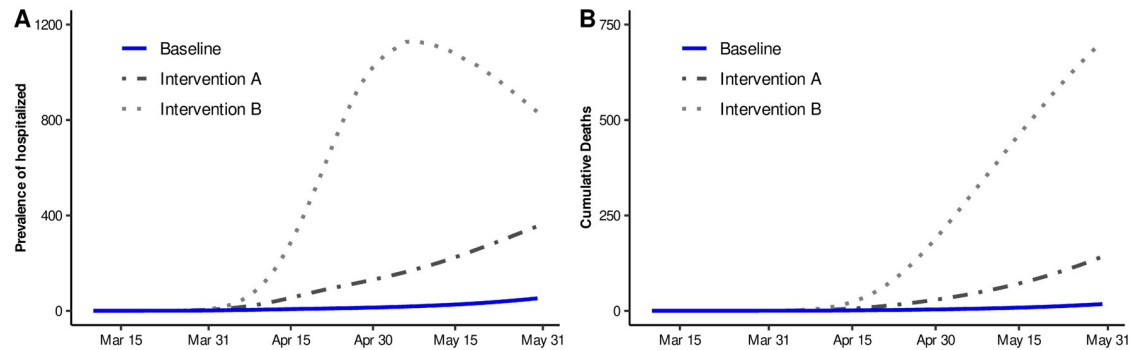 A
Prevalence of hospitalized
1200
800
400
0
Baseline
Intervention A
Intervention B
Mar 15 Mar 31 Apr 15 Apr 30 May 15 May 31
B
Cumulative Deaths
750
500
250
0
Baseline
Intervention A
Intervention B
Mar 15 Mar 31 Apr 15 Apr 30 May 15 May 31